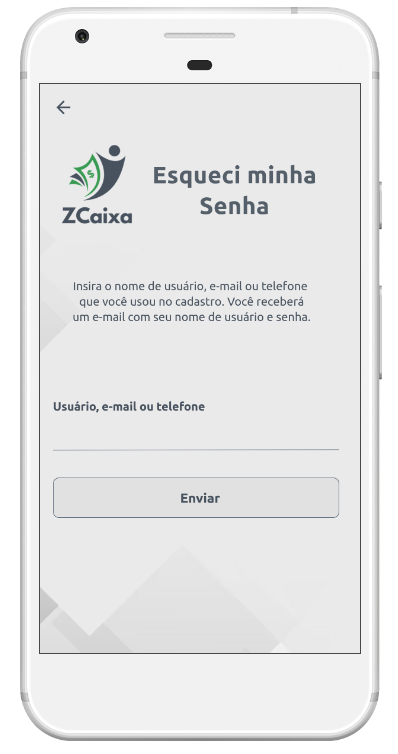 Esqueci minha
Senha
ZCaixa
Insira o nome de usuário, e-mail ou telefone
que você usou no cadastro. Você receberá
um e-mail com seu nome de usuário e senha.
Usuário, e-mail ou telefone
Enviar